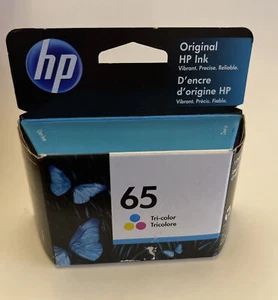 hp
Original
HP Ink
Vibrant. Precise. Reliable.
D'encre
d'origine HP
Vibrant. Précis. Fiable.
65
Tri-color
Tricolore